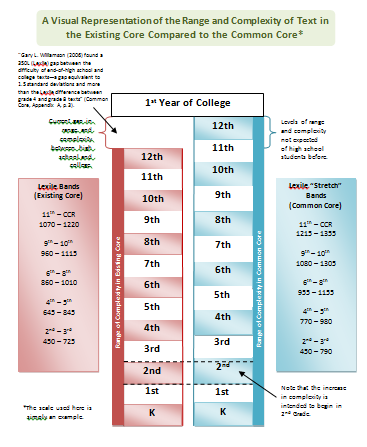 A Visual Representation of the Range and Complexity of Text in
the Existing Core Compared to the Common Core*
"Gary L. Williamson (2006) found a
350L (Lexile) gap between the
difficulty of end-of-high school and
college texts—a gap equivalent to
1.5 standard deviations and more
than the Lexile difference between
grade 4 and grade 8 texts" (Common
Core, Appendix A, p.3).
Current gap in
range and
complexity
between high
school and
college.
1st Year of College
Levels of range
and complexity
not expected
of high school
students before.
12th
11th
10th
9th
8th
7th
6th
5th
4th
3rd
2nd
1st
K
12th
11th
10th
9th
8th
7th
6th
5th
4th
3rd
2nd
1st
K
Range of Complexity in Existing Core
Range of Complexity in Common Core
Lexile Bands
(Existing Core)
11th – CCR
1070 – 1220
9th – 10th
960 – 1115
6th – 8th
860 – 1010
4th – 5th
645 – 845
2nd – 3rd
450 – 725
Lexile "Stretch"
Bands
(Common Core)
11th – CCR
1215 – 1355
9th – 10th
1080 – 1305
6th – 8th
955 – 1155
4th – 5th
770 – 980
2nd – 3rd
450 – 790
*The scale used here is
simply an example.
Note that the increase
in complexity is
intended to begin in
2nd Grade.